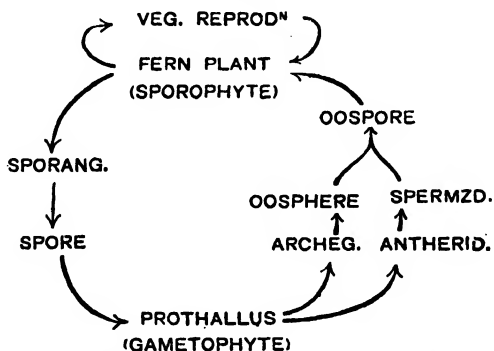 VEG. REPRODᴺ
FERN PLANT
(SPOROPHYTE)
OOSPORE
SPORANG.
OOSPHERE SPERMZD.
SPORE
ARCHEG. ANTHERID.
PROTHALLUS
(GAMETOPHYTE)